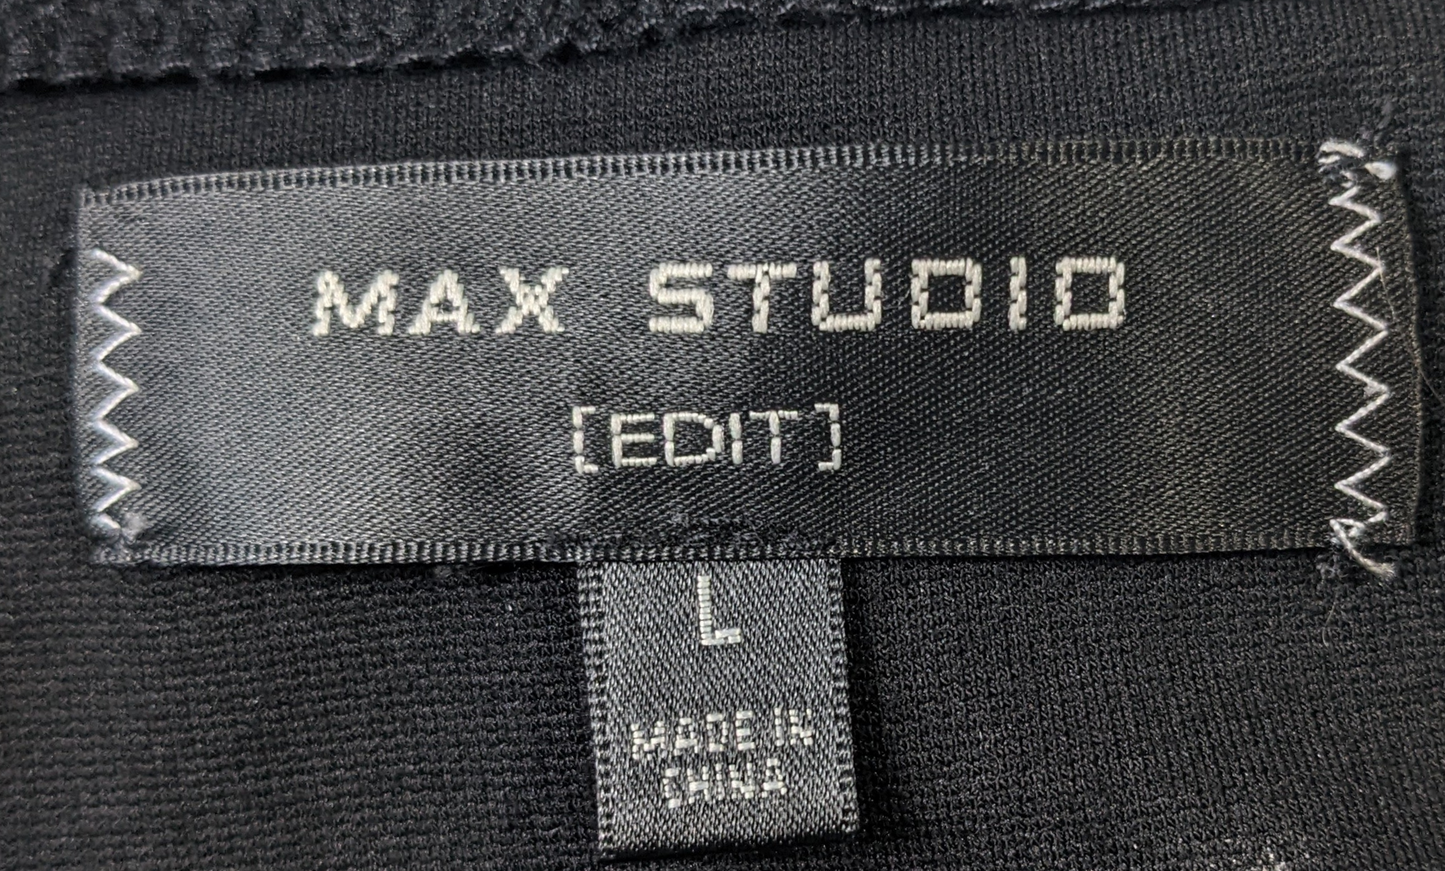 MAX STUDIO
[EDIT]
L
MADE IN
CHINA